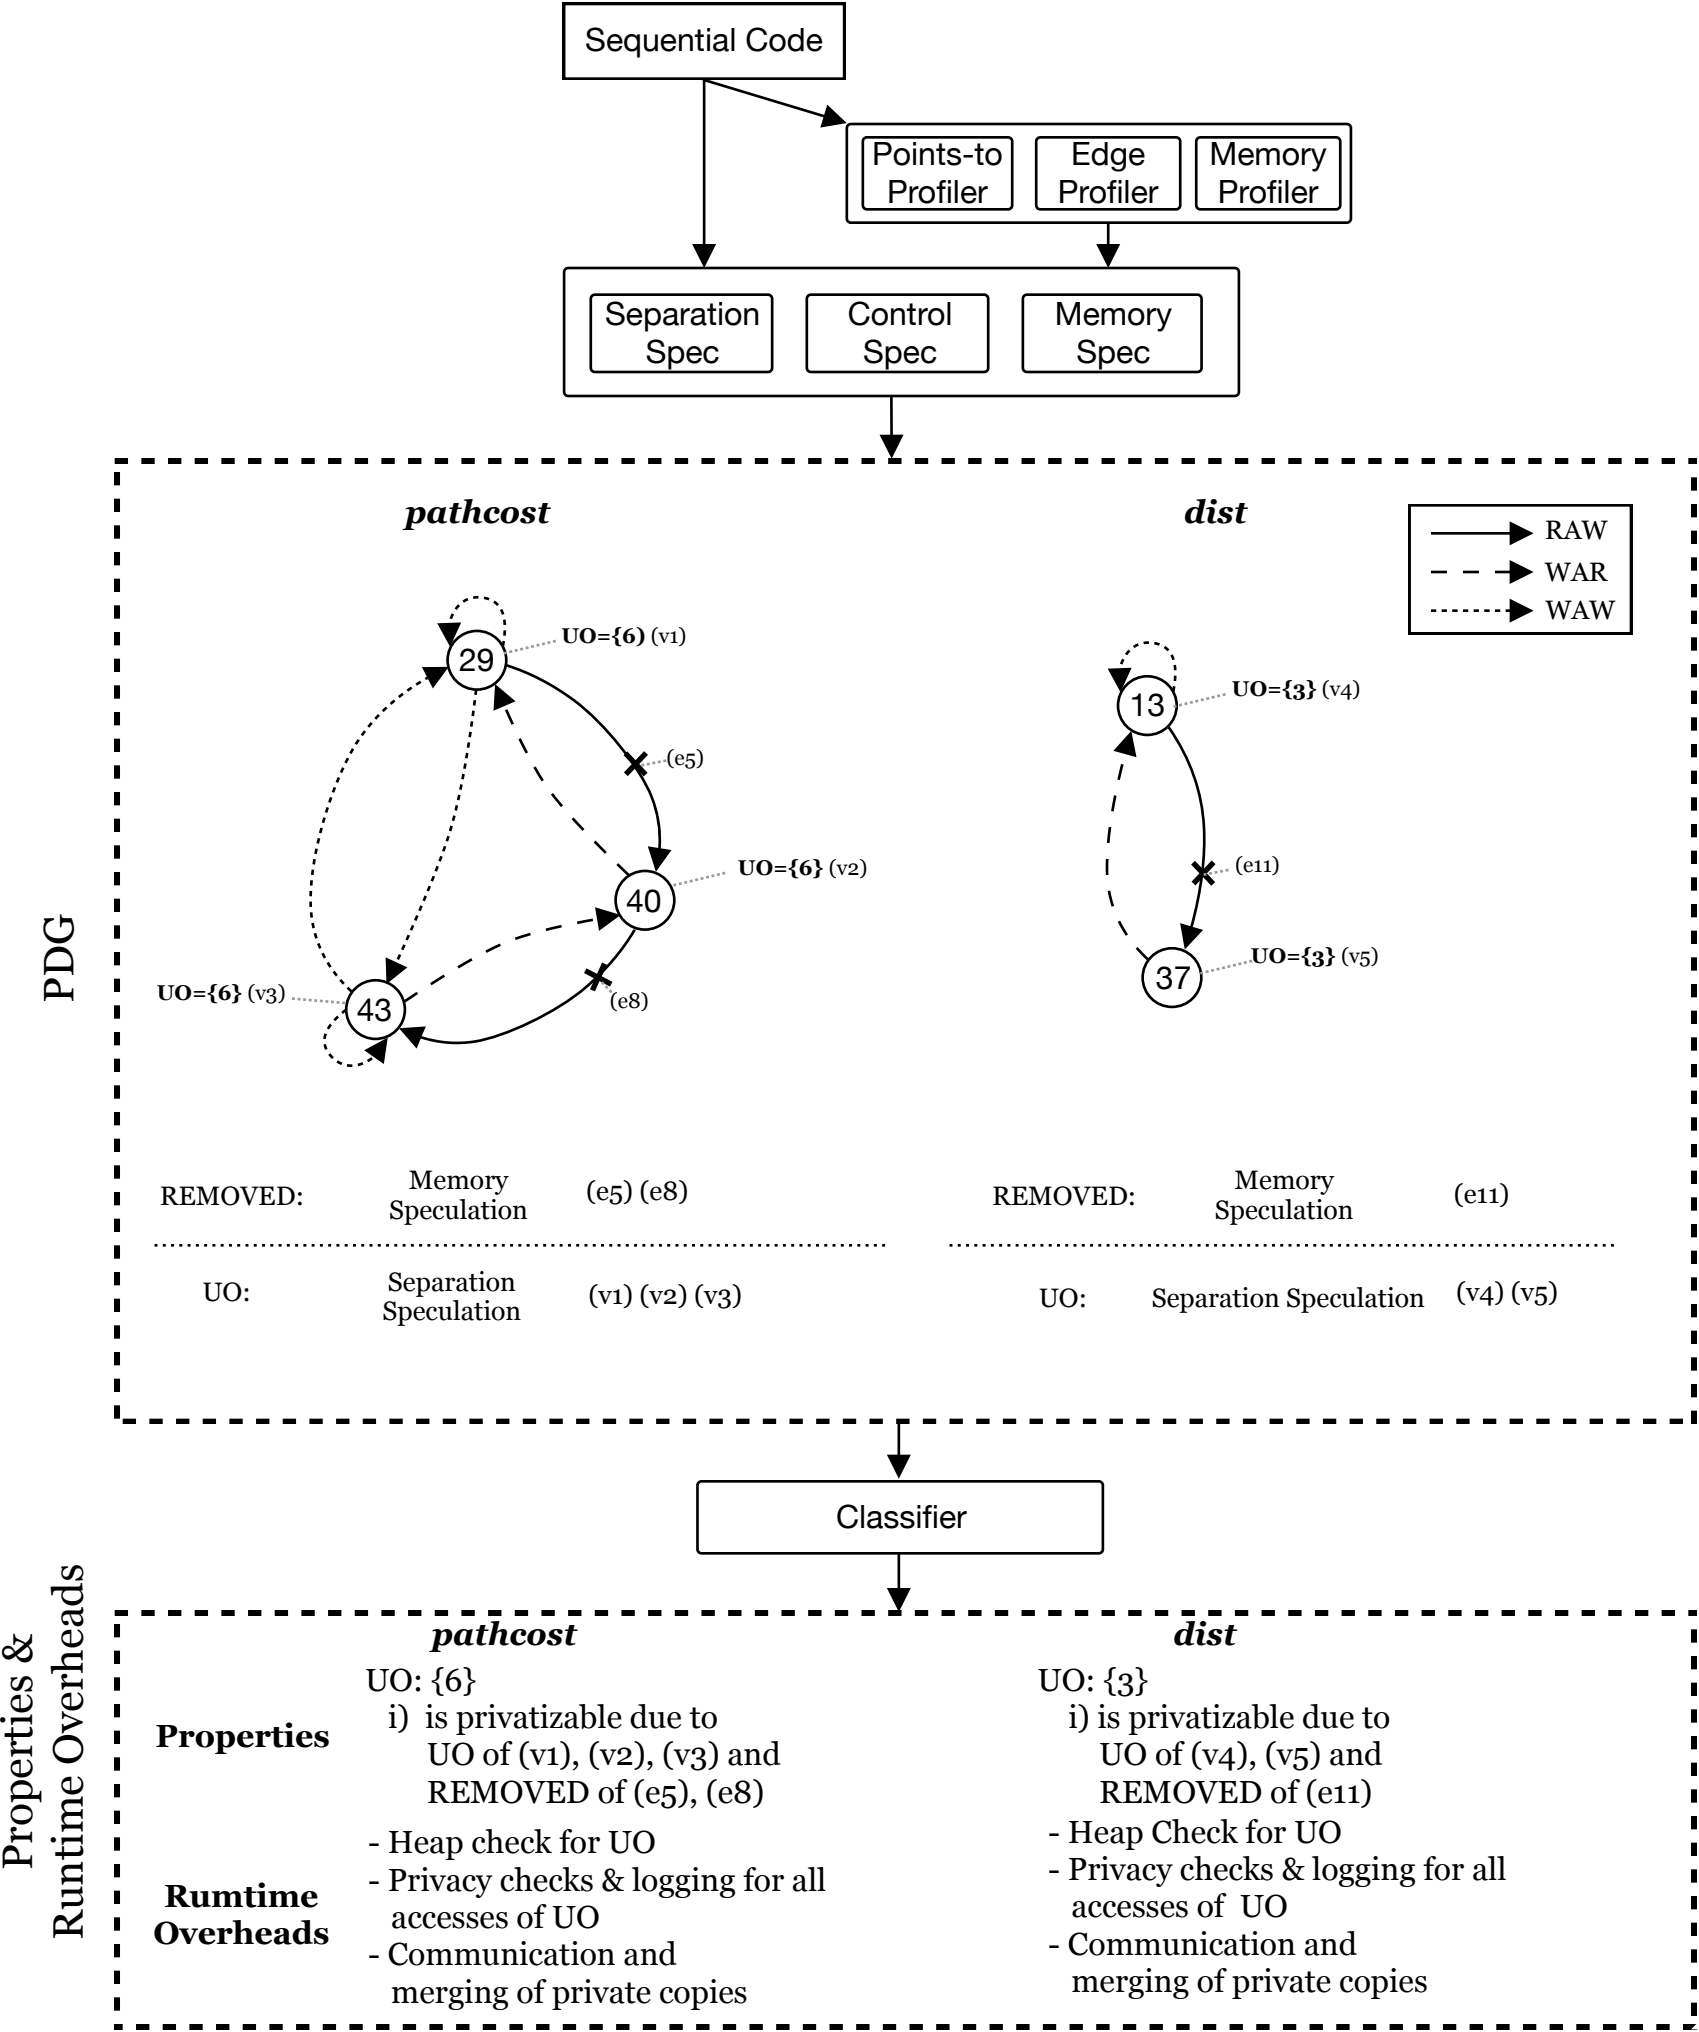 Sequential Code
Points-to
Profiler
Edge
Profiler
Memory
Profiler
Separation
Spec
Control
Spec
Memory
Spec
PDG
pathcost
dist
RAW
WAR
WAW
29
UO={6) (v1)
(e5)
40
UO={6} (v2)
43
UO={6} (v3)
(e8)
13
UO={3} (v4)
(e11)
37
UO={3} (v5)
REMOVED:
Memory
Speculation
(e5) (e8)
UO:
Separation
Speculation
(v1) (v2) (v3)
REMOVED:
Memory
Speculation
(e11)
UO:
Separation Speculation
(v4) (v5)
Classifier
Properties &
Runtime Overheads
pathcost
dist
Properties
UO: {6}
i) is privatizable due to
UO of (v1), (v2), (v3) and
REMOVED of (e5), (e8)
UO: {3}
i) is privatizable due to
UO of (v4), (v5) and
REMOVED of (e11)
Rumtime
Overheads
- Heap check for UO
- Privacy checks & logging for all
accesses of UO
- Communication and
merging of private copies
- Heap Check for UO
- Privacy checks & logging for all
accesses of UO
- Communication and
merging of private copies